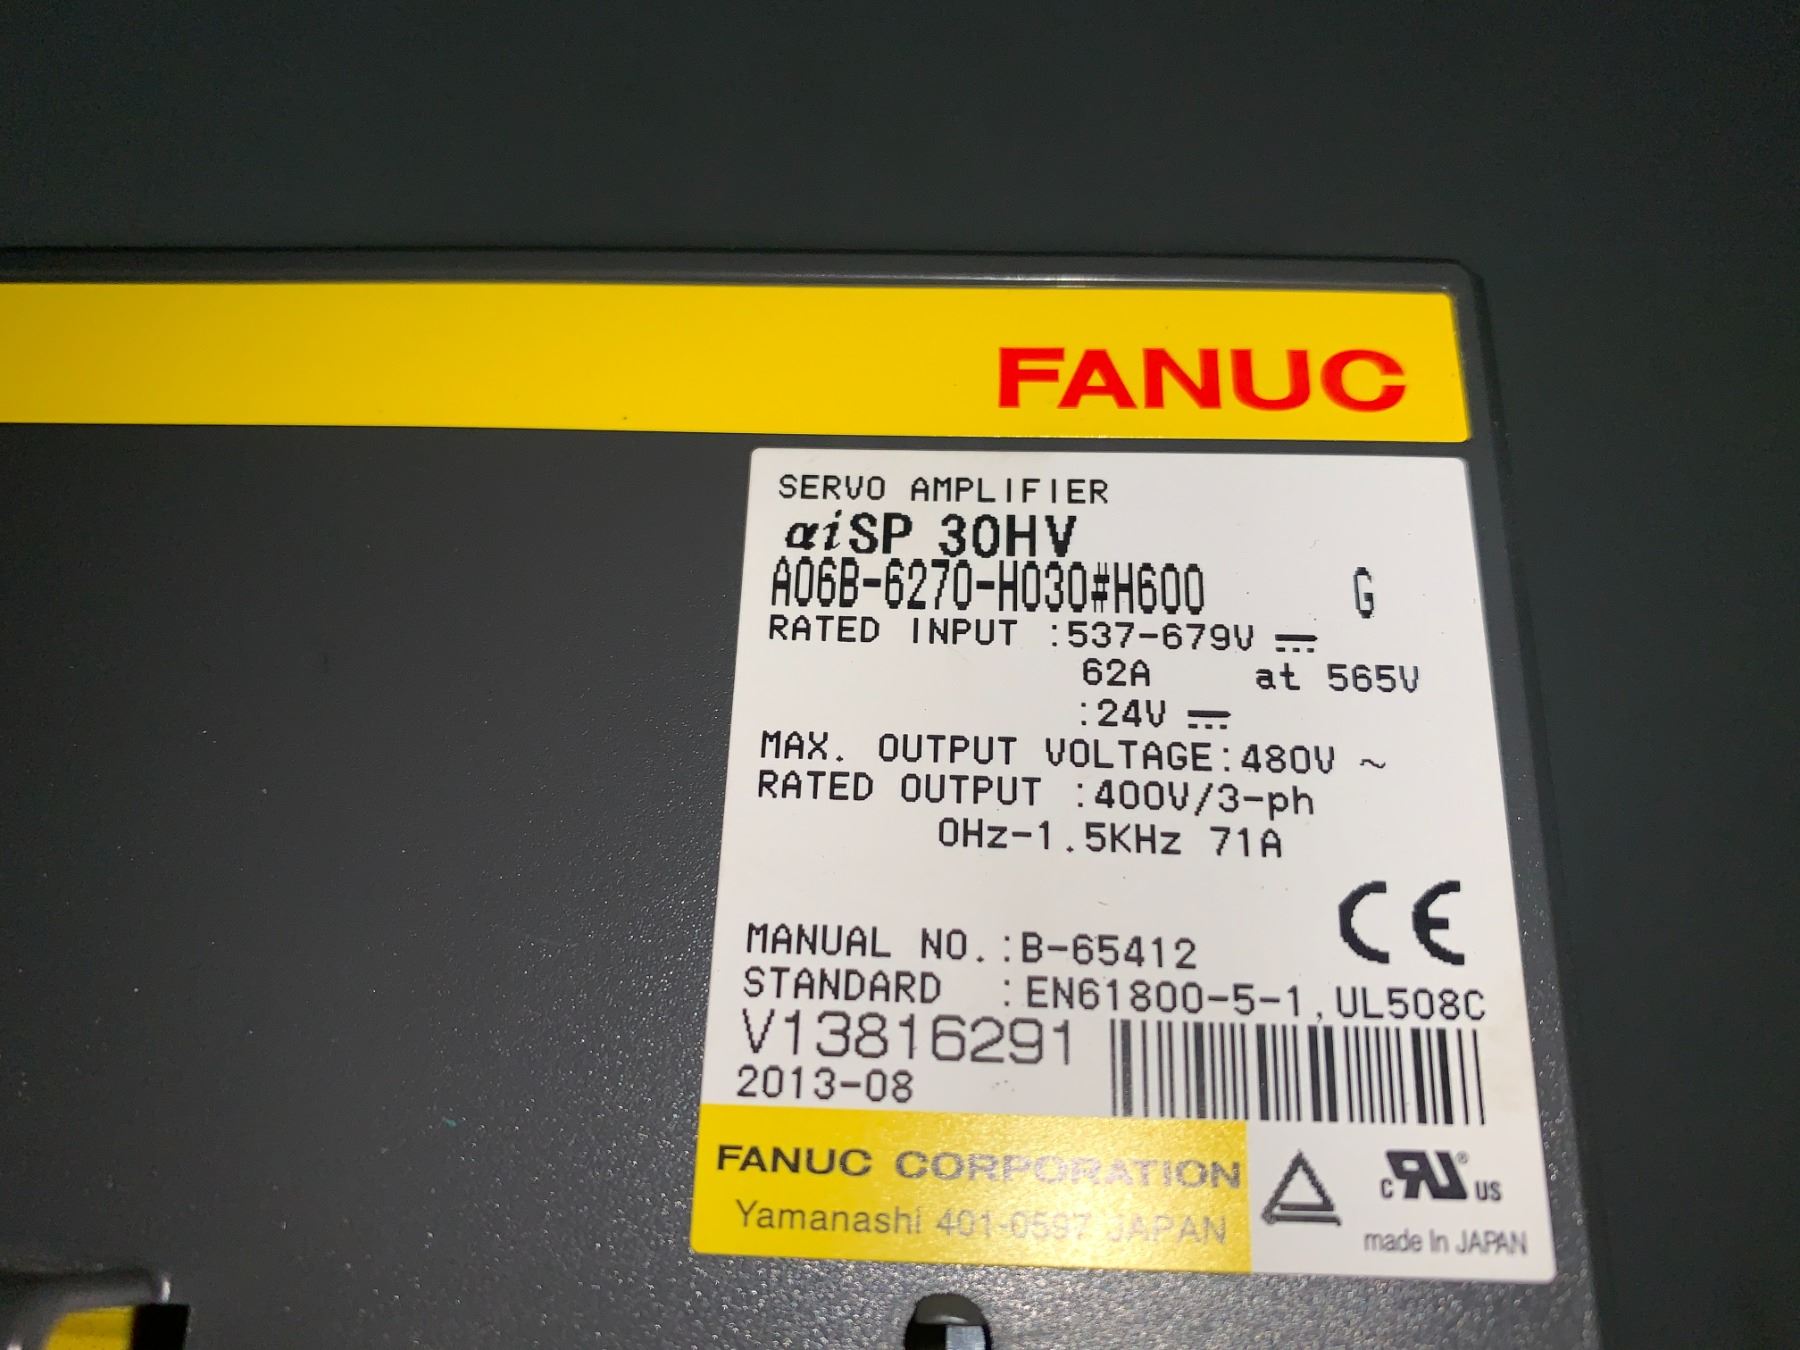 FANUC
SERVO AMPLIFIER
αiSP 30HV
A06B-6270-H030#H600 G
RATED INPUT :537-679V ⎓
62A at 565V
:24V ⎓
MAX. OUTPUT VOLTAGE:480V ~
RATED OUTPUT :400V/3-ph
0Hz-1.5KHz 71A
CE
MANUAL NO.:B-65412
STANDARD :EN61800-5-1,UL508C
V13816291
2013-08
FANUC CORPORATION
Yamanashi 401-0597 JAPAN
c RU ® US
made In JAPAN